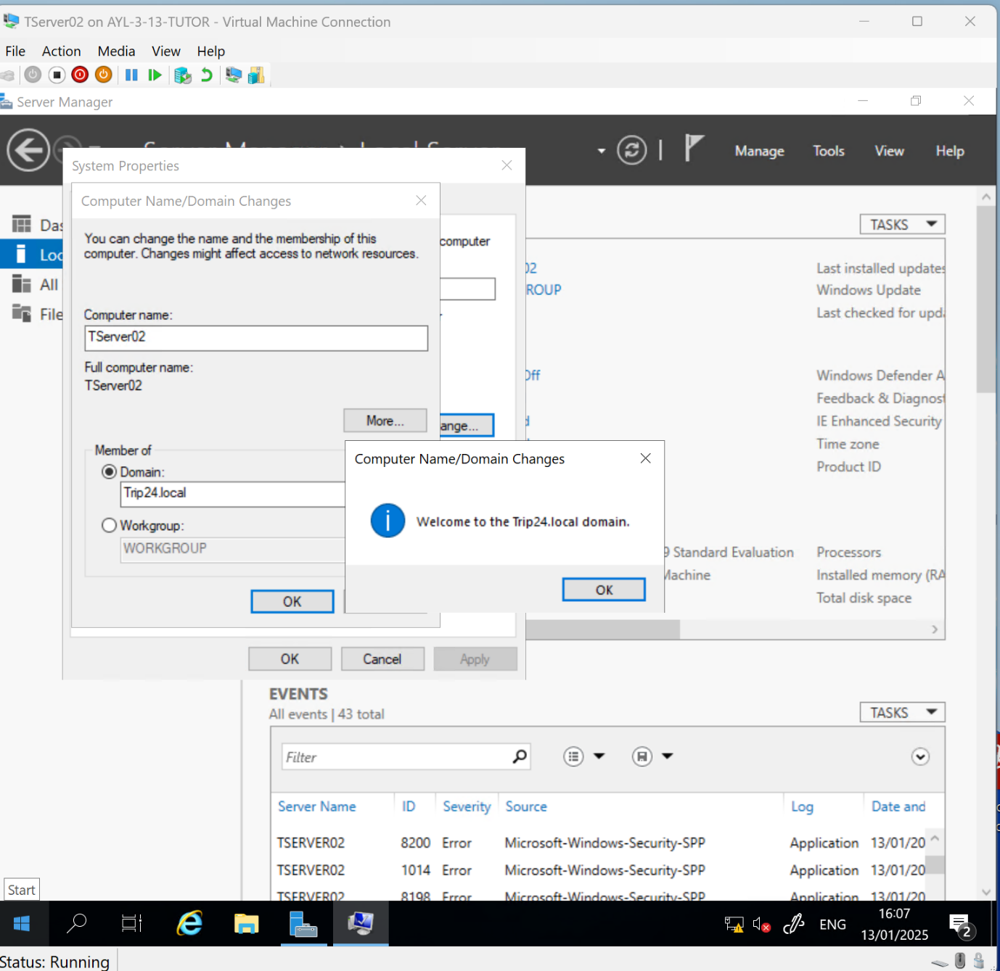 TServer02 on AYL-3-13-TUTOR - Virtual Machine Connection
File Action Media View Help
Server Manager
Manage Tools View Help
System Properties
Computer Name/Domain Changes
You can change the name and the membership of this
computer. Changes might affect access to network resources.
computer
Computer name:
TServer02
Full computer name:
TServer02
More...
ange...
Member of
Domain:
Trip24.local
Workgroup:
WORKGROUP
OK
OK Cancel Apply
Computer Name/Domain Changes
Welcome to the Trip24.local domain.
OK
Das
Loc
All
File
TASKS
02
ROUP
Off
d
Last installed updates
Windows Update
Last checked for upda
Windows Defender A
Feedback & Diagnost
IE Enhanced Security
Time zone
Product ID
9 Standard Evaluation Processors
Machine Installed memory (RA
Total disk space
EVENTS
All events | 43 total
TASKS
Filter
Server Name ID Severity Source Log Date and
TSERVER02 8200 Error Microsoft-Windows-Security-SPP Application 13/01/20
TSERVER02 1014 Error Microsoft-Windows-Security-SPP Application 13/01/20
TSERVER02 8198 Error Microsoft-Windows-Security-SPP Application 13/01/20
Start
ENG
16:07
13/01/2025
2
Status: Running